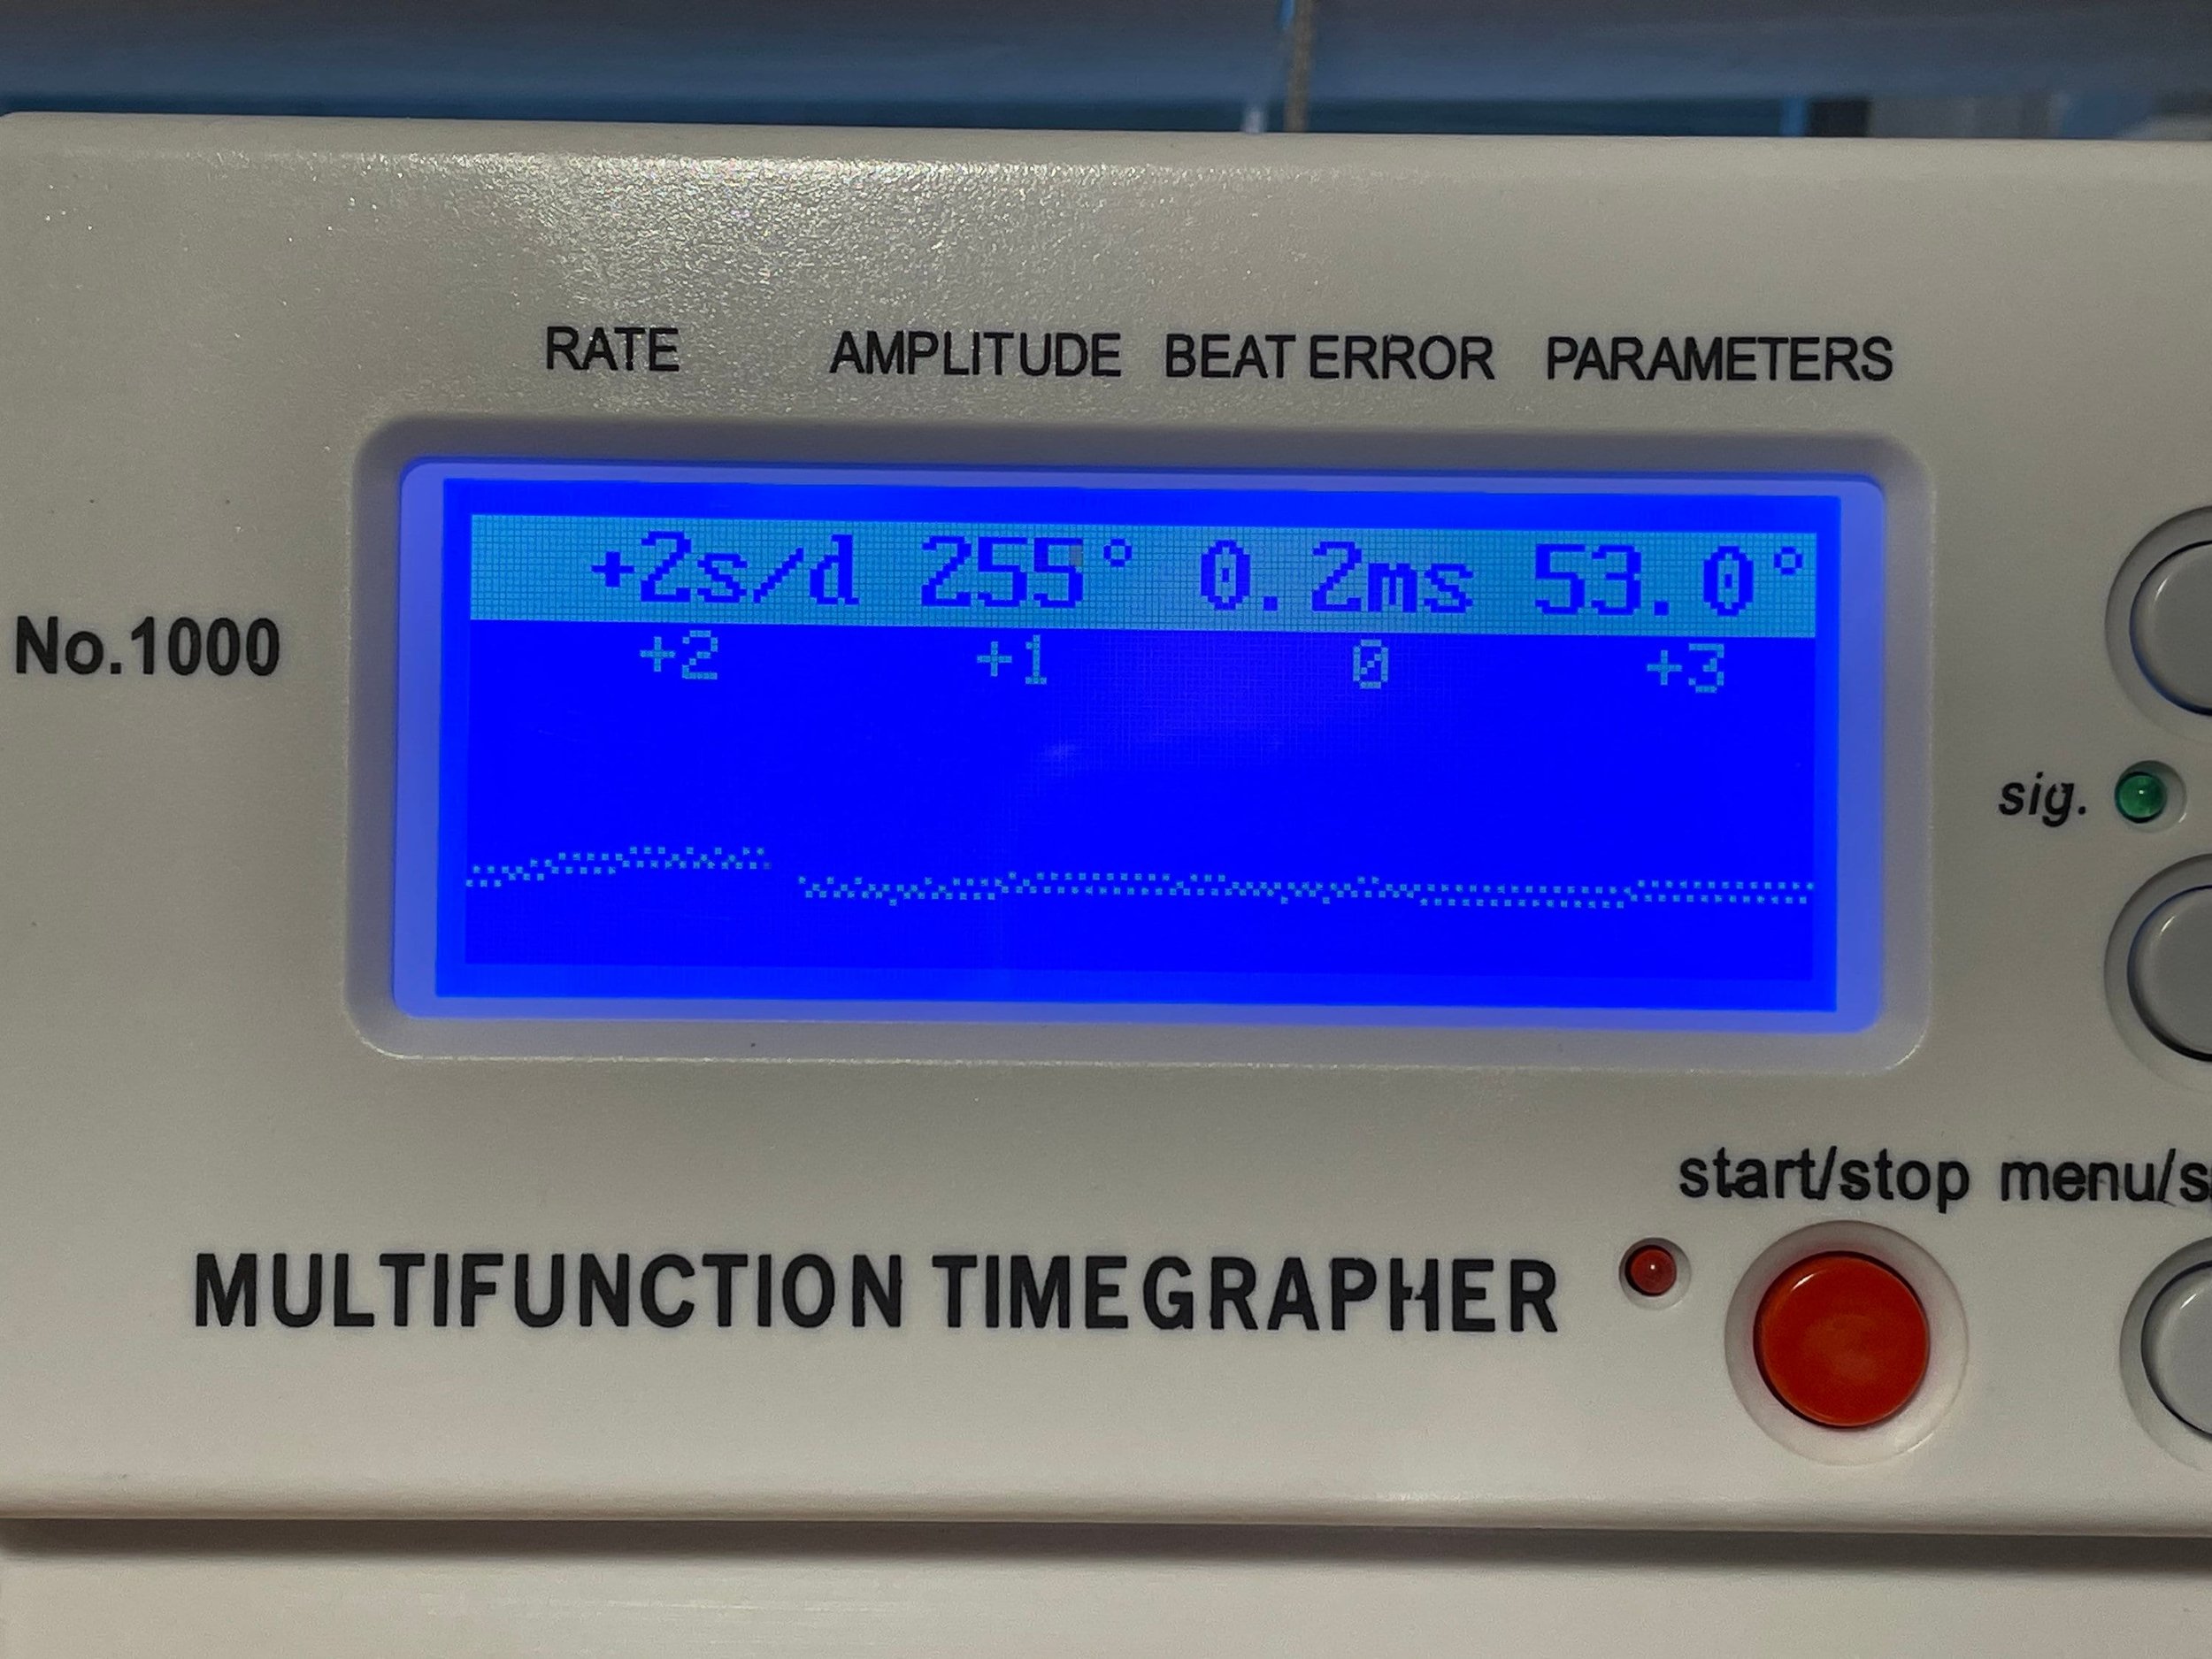 RATE AMPLITUDE BEAT ERROR PARAMETERS
+2s/d 255° 0.2ms 53.0°
+2 +1 0 +3
No.1000
sig.
start/stop
MULTIFUNCTION TIMEGRAPHER